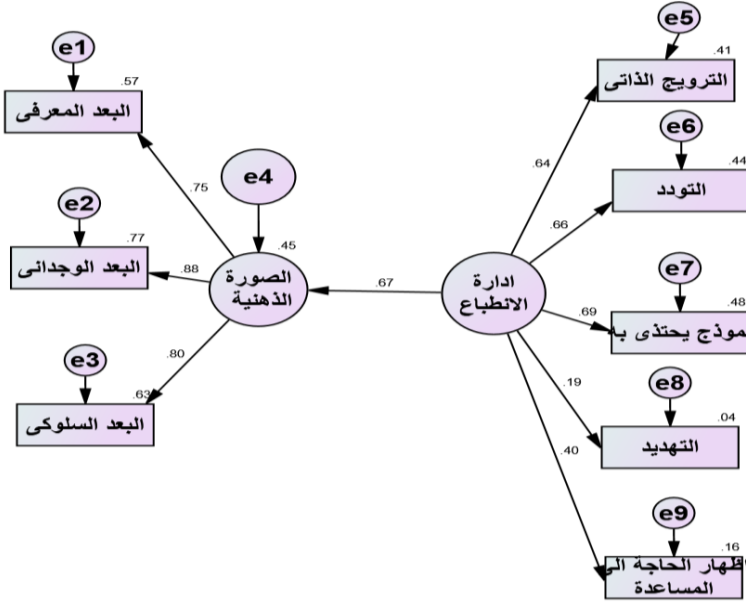 e1
.57
البعد المعرفى
e2
.77
البعد الوجدانى
e3
.63
البعد السلوكى
.75
.88
.80
e4
.45
الصورة
الذهنية
.67
ادارة
الانطباع
.64
.66
.69
.19
.40
e5
.41
الترويج الذاتى
e6
.44
التودد
e7
.48
موذج يحتذى به
e8
.04
التهديد
e9
.16
ظهار الحاجة الى
المساعدة